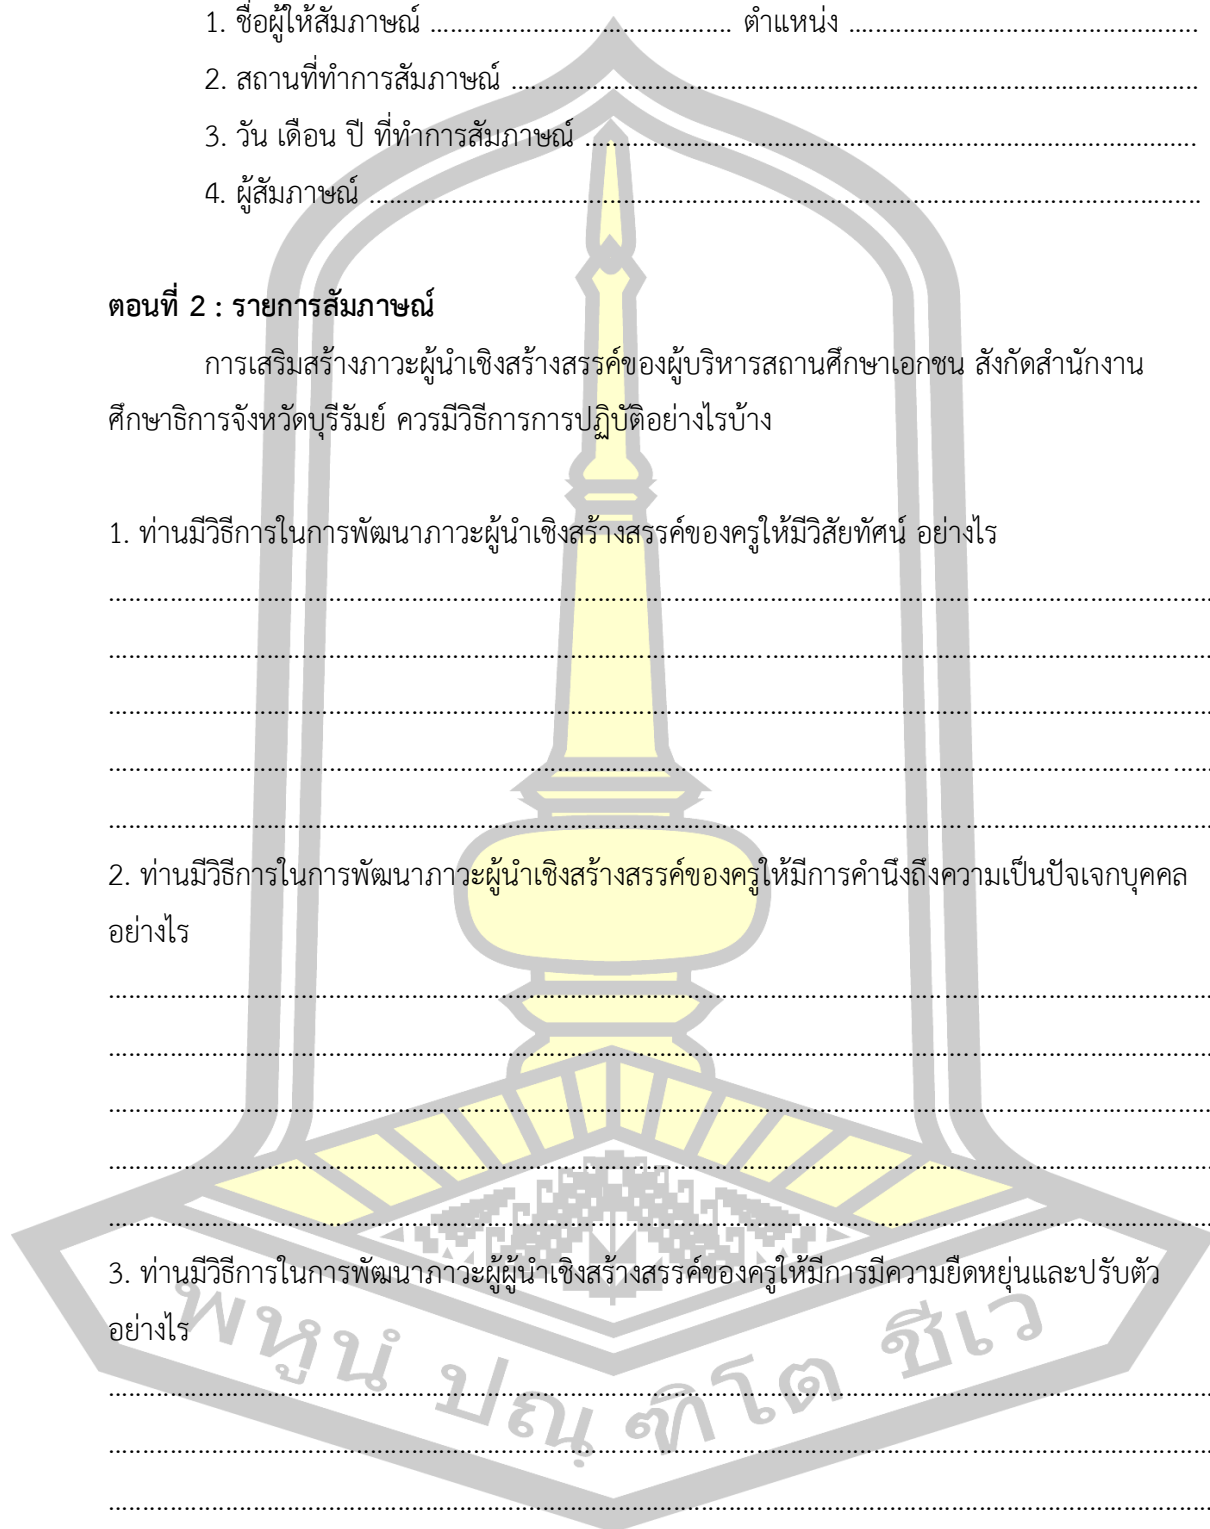 1. ชื่อผู้ให้สัมภาษณ์ ............................................. ตำแหน่ง ....................................................
2. สถานที่ทำการสัมภาษณ์ .......................................................................................................
3. วัน เดือน ปี ที่ทำการสัมภาษณ์ ...........................................................................................
4. ผู้สัมภาษณ์ ............................................................................................................................
ตอนที่ 2 : รายการสัมภาษณ์
การเสริมสร้างภาวะผู้นำเชิงสร้างสรรค์ของผู้บริหารสถานศึกษาเอกชน สังกัดสำนักงาน
ศึกษาธิการจังหวัดบุรีรัมย์ ควรมีวิธีการการปฏิบัติอย่างไรบ้าง
1. ท่านมีวิธีการในการพัฒนาภาวะผู้นำเชิงสร้างสรรค์ของครูให้มีวิสัยทัศน์ อย่างไร
....................................................................................................................................................................
....................................................................................................................................................................
....................................................................................................................................................................
....................................................................................................................................................................
....................................................................................................................................................................
2. ท่านมีวิธีการในการพัฒนาภาวะผู้นำเชิงสร้างสรรค์ของครูให้มีการคำนึงถึงความเป็นปัจเจกบุคคล
อย่างไร
....................................................................................................................................................................
....................................................................................................................................................................
....................................................................................................................................................................
....................................................................................................................................................................
....................................................................................................................................................................
3. ท่านมีวิธีการในการพัฒนาภาวะผู้ผู้นำเชิงสร้างสรรค์ของครูให้มีการมีความยืดหยุ่นและปรับตัว
อย่างไร
....................................................................................................................................................................
....................................................................................................................................................................
....................................................................................................................................................................
พหูนํ ปณฺฑิโต ชีเว